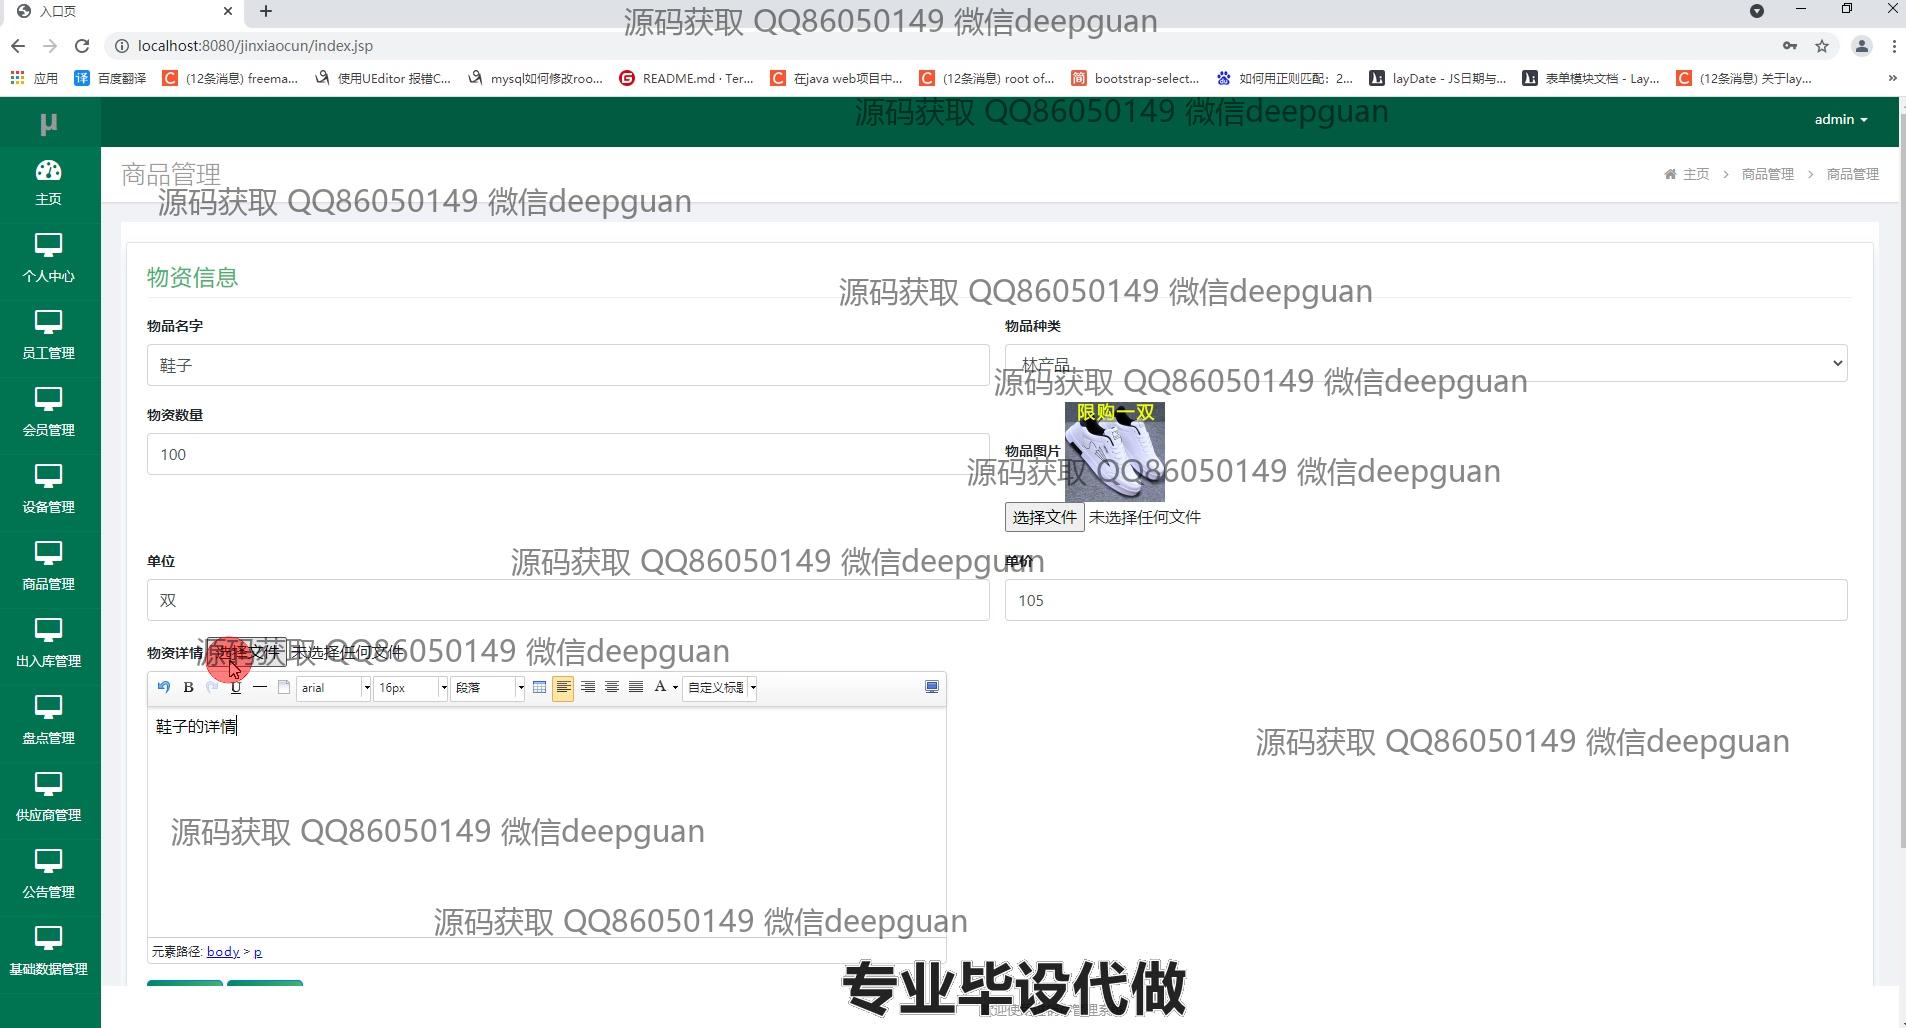 入口页
源码获取 QQ86050149 微信deepguan
localhost:8080/jinxiaocun/index.jsp
应用 百度翻译 (12条消息) freema... 使用UEditor 报错C... mysql如何修改roo... README.md · Ter... 在java web项目中... (12条消息) root of... bootstrap-select... 如何用正则匹配：2... layDate - JS日期与... 表单模块文档 - Lay... (12条消息) 关于lay... »
源码获取 QQ86050149 微信deepguan
μ
admin
主页
商品管理
主页 > 商品管理 > 商品管理
源码获取 QQ86050149 微信deepguan
个人中心
物资信息
源码获取 QQ86050149 微信deepguan
物品名字
物品种类
员工管理
鞋子
林产品
源码获取 QQ86050149 微信deepguan
物资数量
限购一双
会员管理
100
物品图片
源码获取 QQ86050149 微信deepguan
设备管理
选择文件 未选择任何文件
单位
源码获取 QQ86050149 微信deepguan
单价
商品管理
双
105
物资详情 选择文件 未选择任何文件
源码获取 QQ86050149 微信deepguan
出入库管理
B U arial 16px 段落 A 自定义标题
鞋子的详情
盘点管理
源码获取 QQ86050149 微信deepguan
供应商管理
源码获取 QQ86050149 微信deepguan
公告管理
源码获取 QQ86050149 微信deepguan
元素路径: body > p
基础数据管理
专业毕设代做